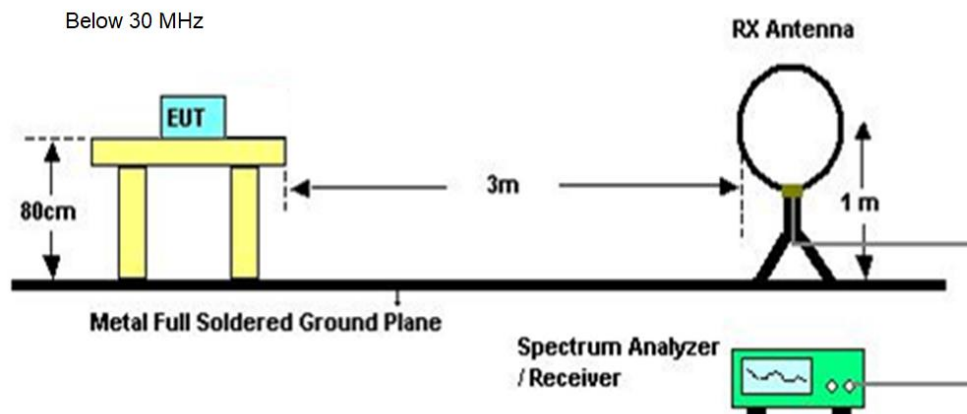 Below 30 MHz
RX Antenna
EUT
80cm
3m
1 m
Metal Full Soldered Ground Plane
Spectrum Analyzer
/ Receiver